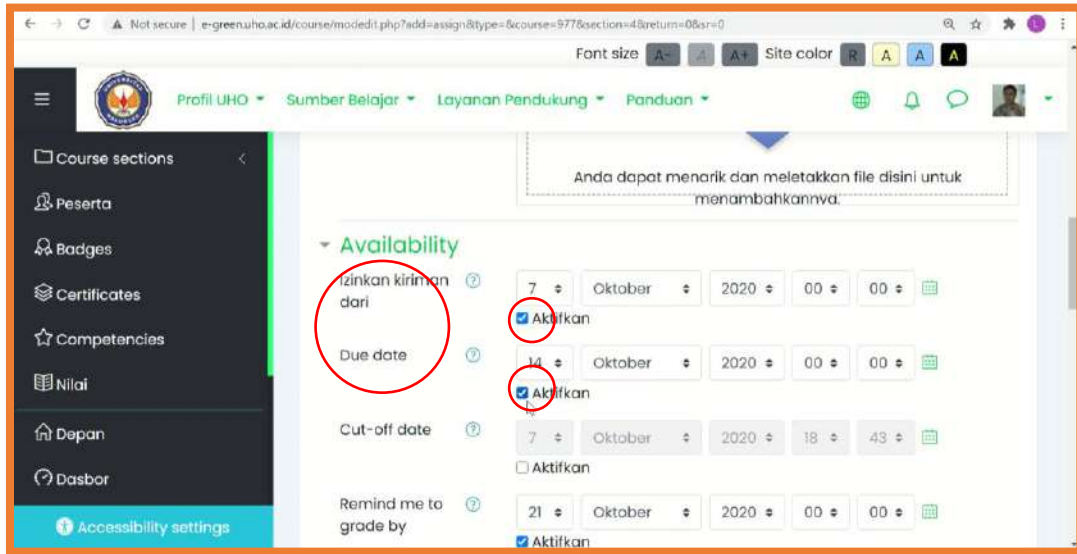 Not secure | e-green.uho.ac.id/course/modedit.php?add=assign&type=&course=977&section=4&return=0&sr=0
Font size A- A A+ Site color R A A A
Profil UHO Sumber Belajar Layanan Pendukung Panduan
Course sections
Peserta
Badges
Certificates
Competencies
Nilai
Depan
Dasbor
Accessibility settings
Anda dapat menarik dan meletakkan file disini untuk
menambahkannya.
Availability
Izinkan kiriman
dari
7 Oktober 2020 00 00
Aktifkan
Due date
14 Oktober 2020 00 00
Aktifkan
Cut-off date
7 Oktober 2020 18 43
Aktifkan
Remind me to
grade by
21 Oktober 2020 00 00
Aktifkan